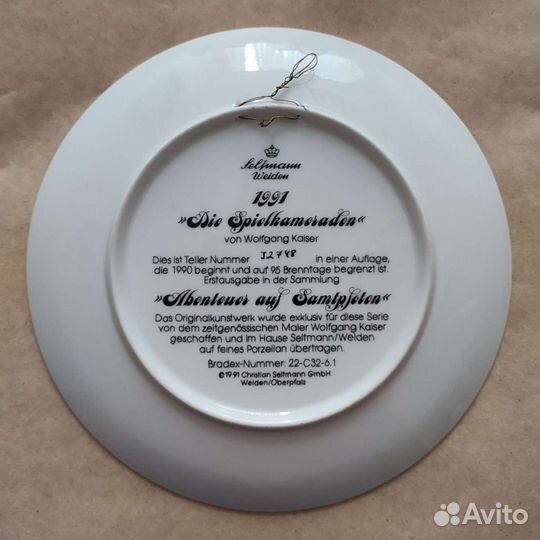 Seltmann
Weiden
1991
»Die Spielkameraden«
von Wolfgang Kaiser
Dies ist Teller Nummer J2748 in einer Auflage,
die 1990 beginnt und auf 95 Brenntage begrenzt ist.
Erstausgabe in der Sammlung
»Abenteuer auf Samtpfoten«
Das Originalkunstwerk wurde exklusiv für diese Serie
von dem zeitgenössischen Maler Wolfgang Kaiser
geschaffen und im Hause Seltmann/Weiden
auf feines Porzellan übertragen.
Bradex-Nummer: 22-C32-6.1
©1991 Christian Seltmann GmbH
Weiden/Oberpfalz
Avito